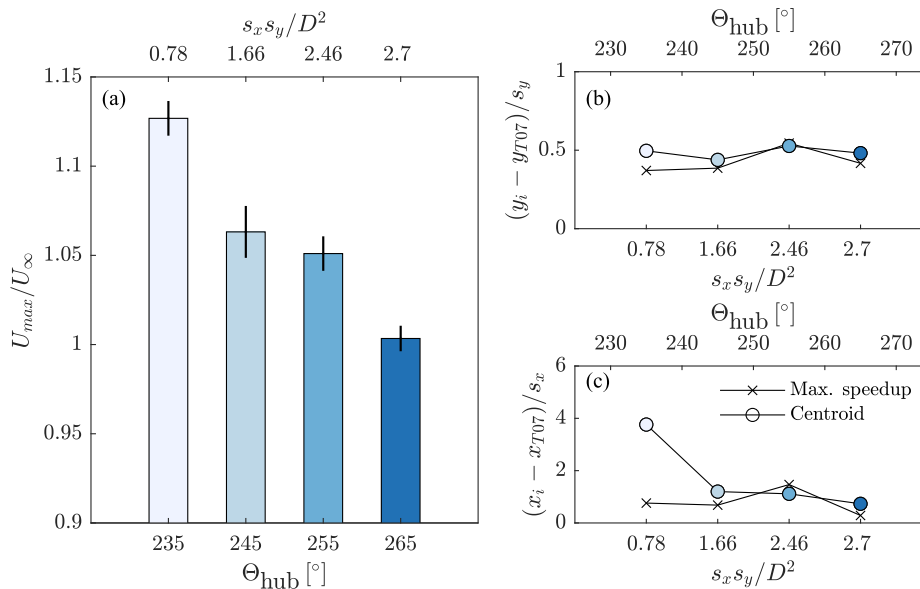 s_x s_y/D^2
0.78 1.66 2.46 2.7
1.15
1.1
1.05
1
0.95
0.9
U_max/U_∞
(a)
235 245 255 265
Θ_hub [°]
Θ_hub [°]
230 240 250 260 270
1
0.5
0
(y_i − y_T07)/s_y
(b)
0.78 1.66 2.46 2.7
s_x s_y/D^2
Θ_hub [°]
230 240 250 260 270
6
4
2
0
(x_i − x_T07)/s_x
(c)
Max. speedup
Centroid
0.78 1.66 2.46 2.7
s_x s_y/D^2